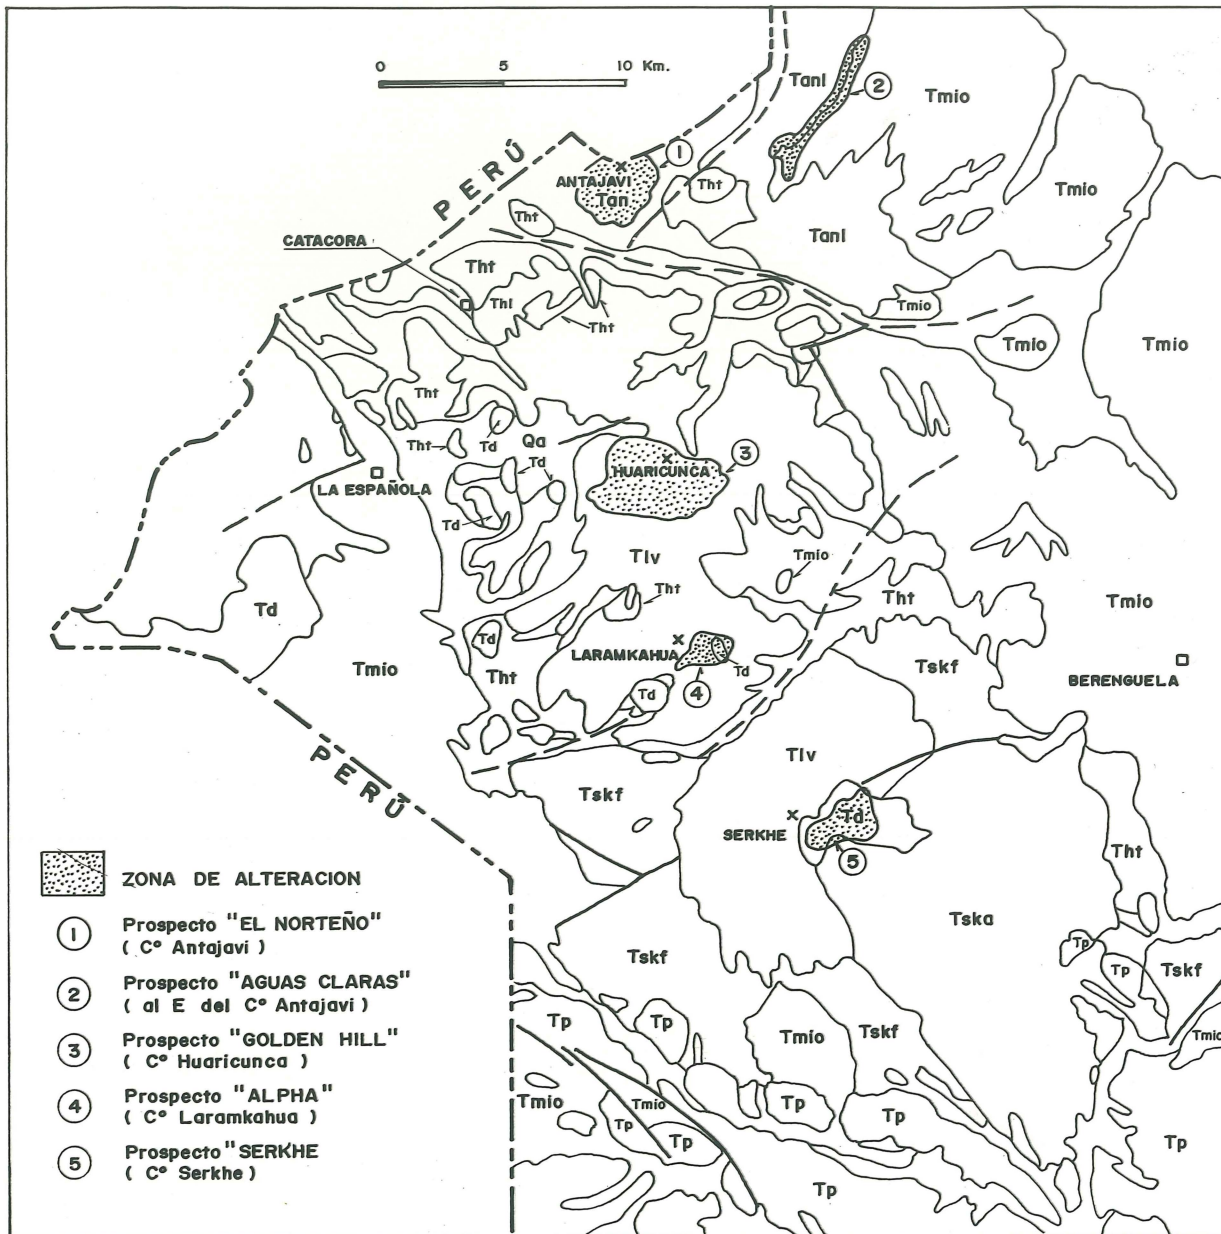 0 5 10 Km.
Tanl
2
Tmio
PERÚ
1
ANTAJAVI
Tan
Tht
Tmio
Tht
CATACORA
Tanl
Tht
Thl
Tht
Tmio
Tmio
Tmio
Tht
Tht
Td
Qa
Td
3
HUARICUNCA
LA ESPAÑOLA
Td
Tlv
Tmio
Tht
Tht
Tmio
Td
Td
LARAMKAHUA
Td
Tskf
Tmio
Tht
BERENGUELA
Td
4
PERÚ
Tlv
Tskf
Td
SERKHE
5
Tht
Tska
Tskf
Tp
Tp
Tskf
Tp
Tp
Tmio
Tskf
Tmio
Tmio
Tmio
Tp
Tp
Tp
Tp
Tp
Tp
ZONA DE ALTERACION
1 Prospecto "EL NORTEÑO"
( Cº Antajavi )
2 Prospecto "AGUAS CLARAS"
( al E del Cº Antajavi )
3 Prospecto "GOLDEN HILL"
( Cº Huaricunca )
4 Prospecto "ALPHA"
( Cº Laramkahua )
5 Prospecto "SERKHE
( Cº Serkhe )